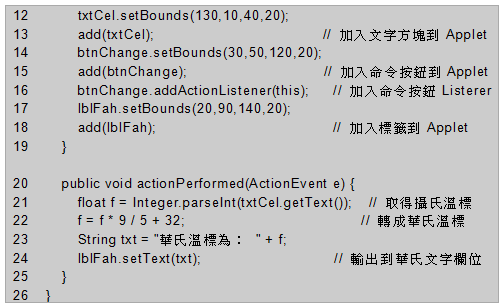 12 txtCel.setBounds(130,10,40,20);
13 add(txtCel); // 加入文字方塊到 Applet
14 btnChange.setBounds(30,50,120,20);
15 add(btnChange); // 加入命令按鈕到 Applet
16 btnChange.addActionListener(this); // 加入命令按鈕 Listerer
17 lblFah.setBounds(20,90,140,20);
18 add(lblFah); // 加入標籤到 Applet
19 }
20 public void actionPerformed(ActionEvent e) {
21 float f = Integer.parseInt(txtCel.getText()); // 取得攝氏溫標
22 f = f * 9 / 5 + 32; // 轉成華氏溫標
23 String txt = "華氏溫標為： " + f;
24 lblFah.setText(txt); // 輸出到華氏文字欄位
25 }
26 }